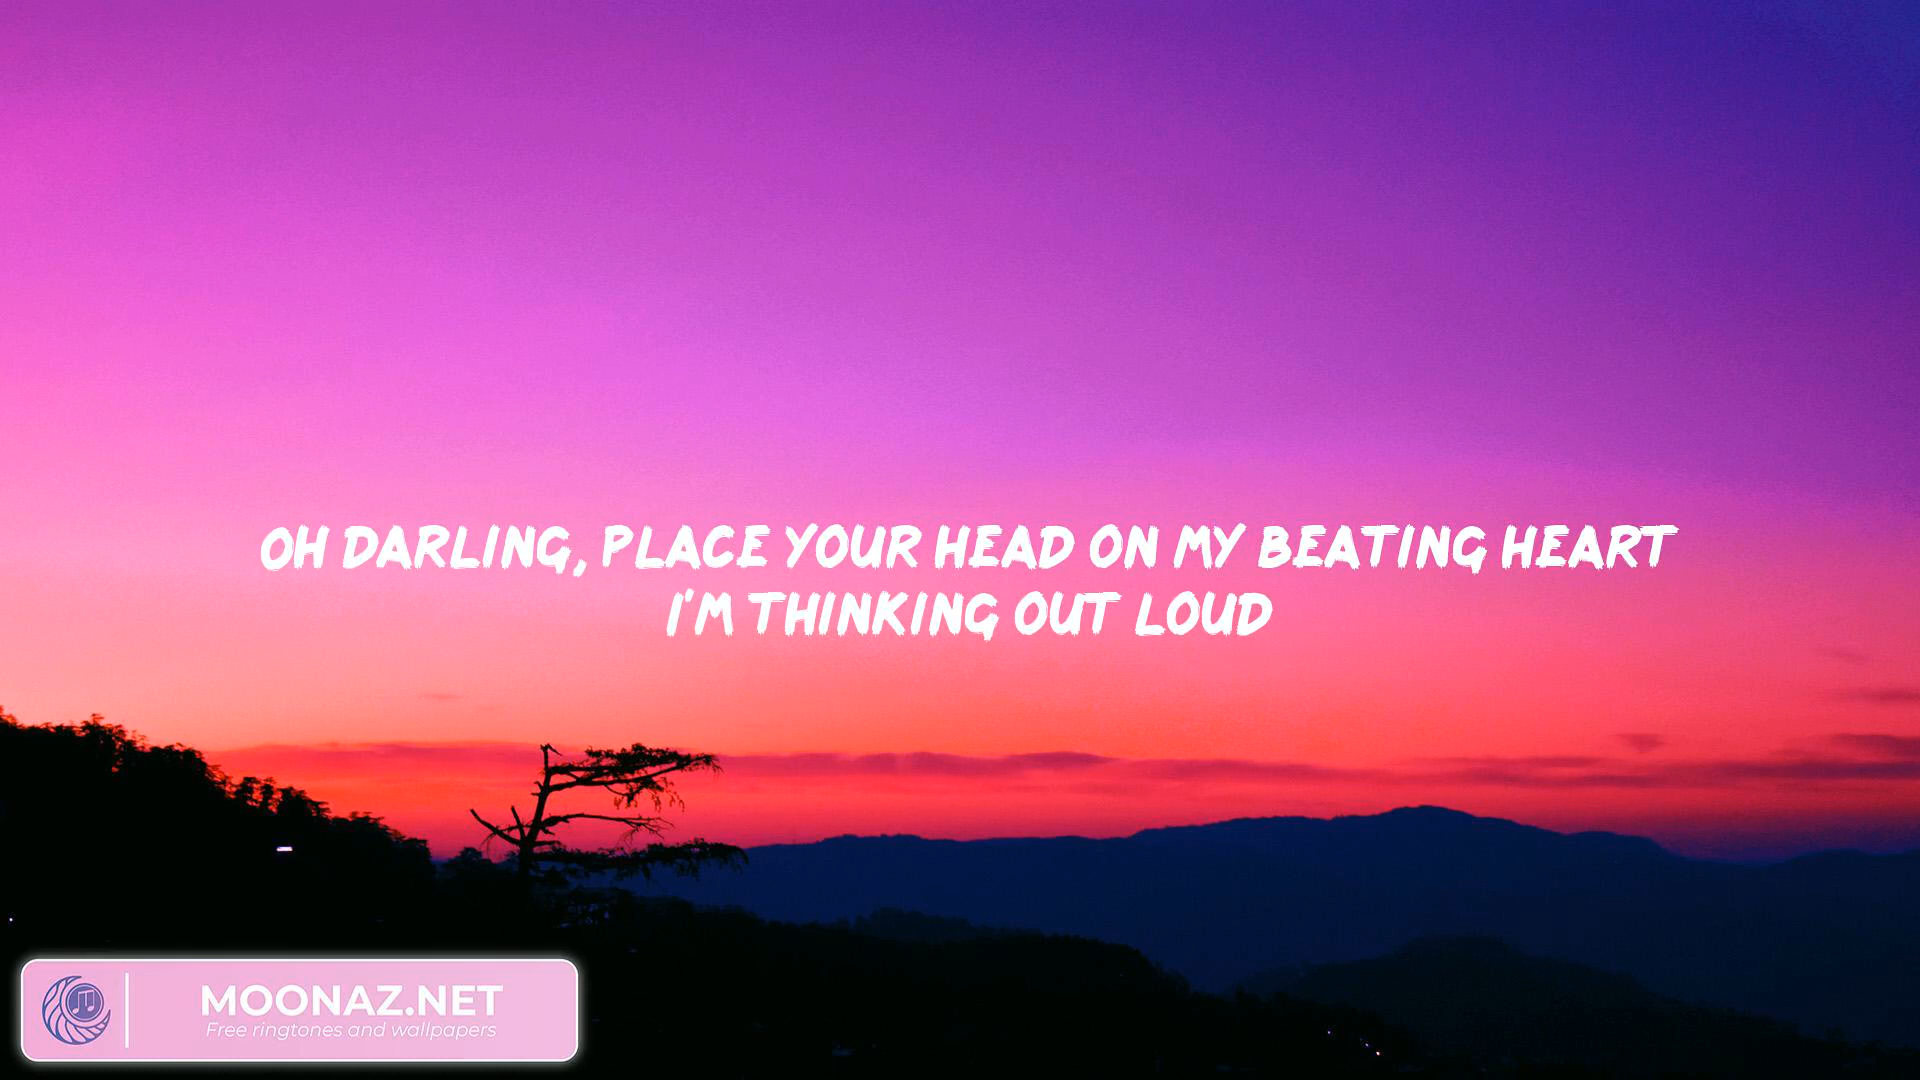 OH DARLING, PLACE YOUR HEAD ON MY BEATING HEART
I'M THINKING OUT LOUD
MOONAZ.NET
Free ringtones and wallpapers